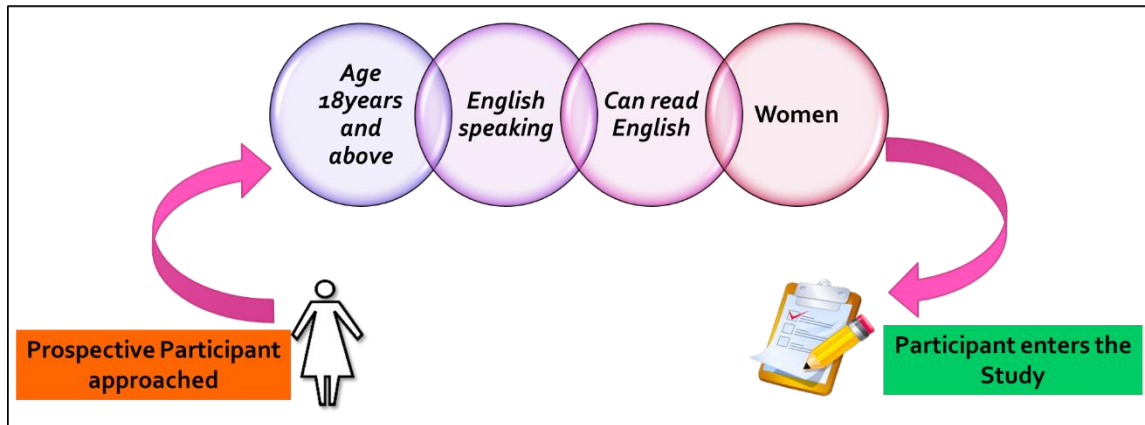 Age
18years
and
above
English
speaking
Can read
English
Women
Prospective Participant
approached
Participant enters the
Study